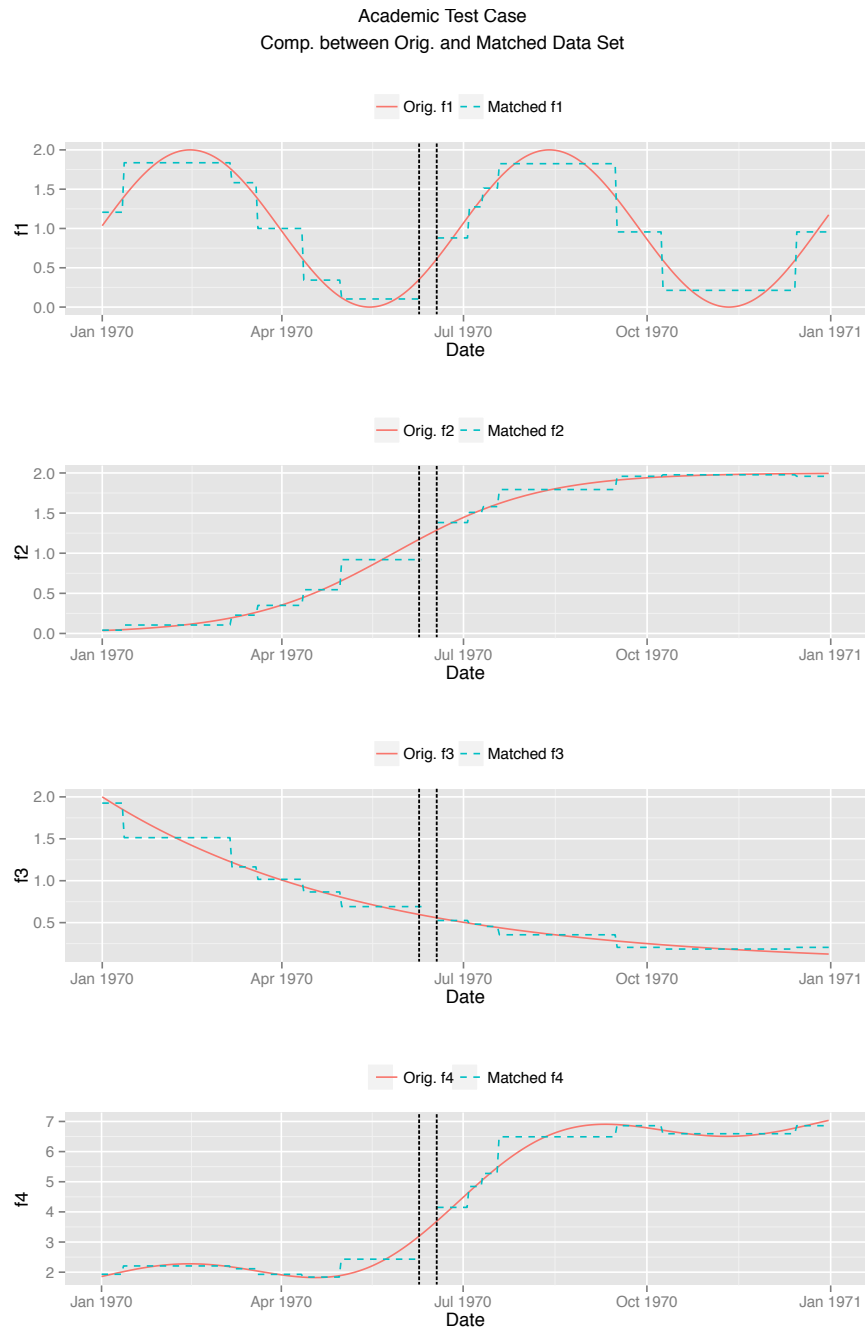 Academic Test Case
Comp. between Orig. and Matched Data Set
Orig. f1 Matched f1
2.0
1.5
1.0
0.5
0.0
f1
Jan 1970 Apr 1970 Jul 1970 Oct 1970 Jan 1971
Date
Orig. f2 Matched f2
2.0
1.5
1.0
0.5
0.0
f2
Jan 1970 Apr 1970 Jul 1970 Oct 1970 Jan 1971
Date
Orig. f3 Matched f3
2.0
1.5
1.0
0.5
f3
Jan 1970 Apr 1970 Jul 1970 Oct 1970 Jan 1971
Date
Orig. f4 Matched f4
7
6
5
4
3
2
f4
Jan 1970 Apr 1970 Jul 1970 Oct 1970 Jan 1971
Date